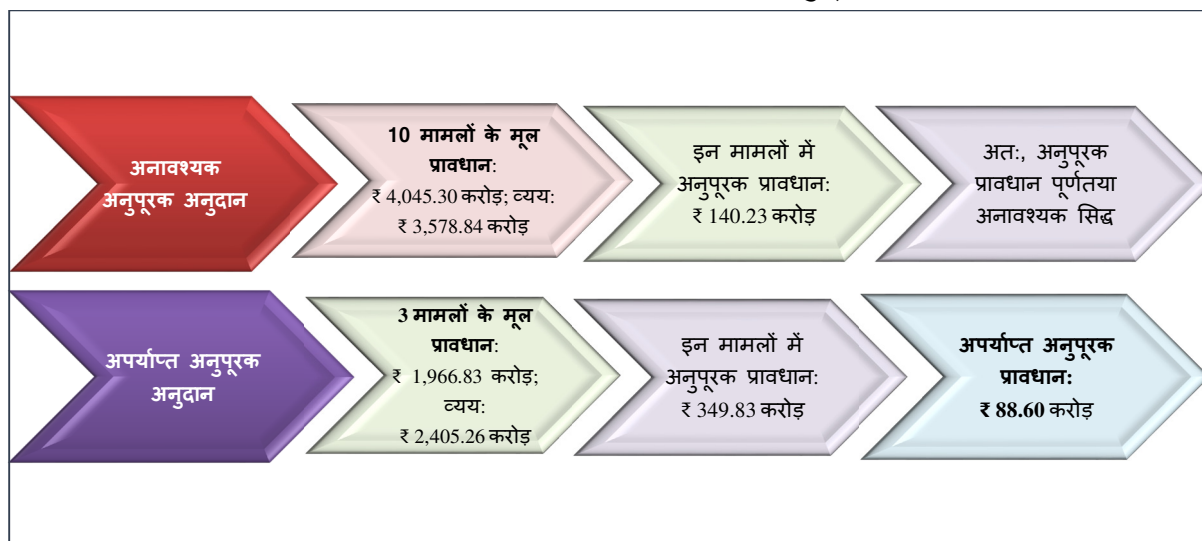 अनावश्यक
अनुपूरक अनुदान
10 मामलों के मूल
प्रावधान:
₹ 4,045.30 करोड़; व्यय:
₹ 3,578.84 करोड़
इन मामलों में
अनुपूरक प्रावधान:
₹ 140.23 करोड़
अत:, अनुपूरक
प्रावधान पूर्णतया
अनावश्यक सिद्ध
अपर्याप्त अनुपूरक
अनुदान
3 मामलों के मूल
प्रावधान:
₹ 1,966.83 करोड़;
व्यय:
₹ 2,405.26 करोड़
इन मामलों में
अनुपूरक प्रावधान:
₹ 349.83 करोड़
अपर्याप्त अनुपूरक
प्रावधान:
₹ 88.60 करोड़